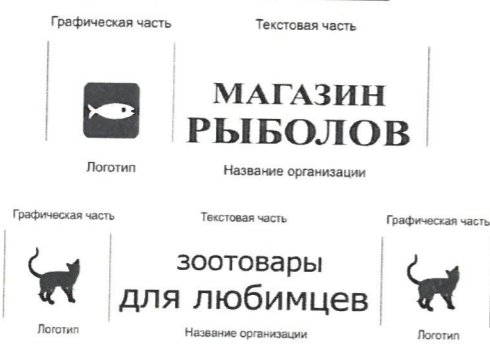 Графическая часть Текстовая часть
МАГАЗИН
РЫБОЛОВ
Логотип Название организации
Графическая часть Текстовая часть Графическая часть
зоотовары
для любимцев
Логотип Название организации Логотип